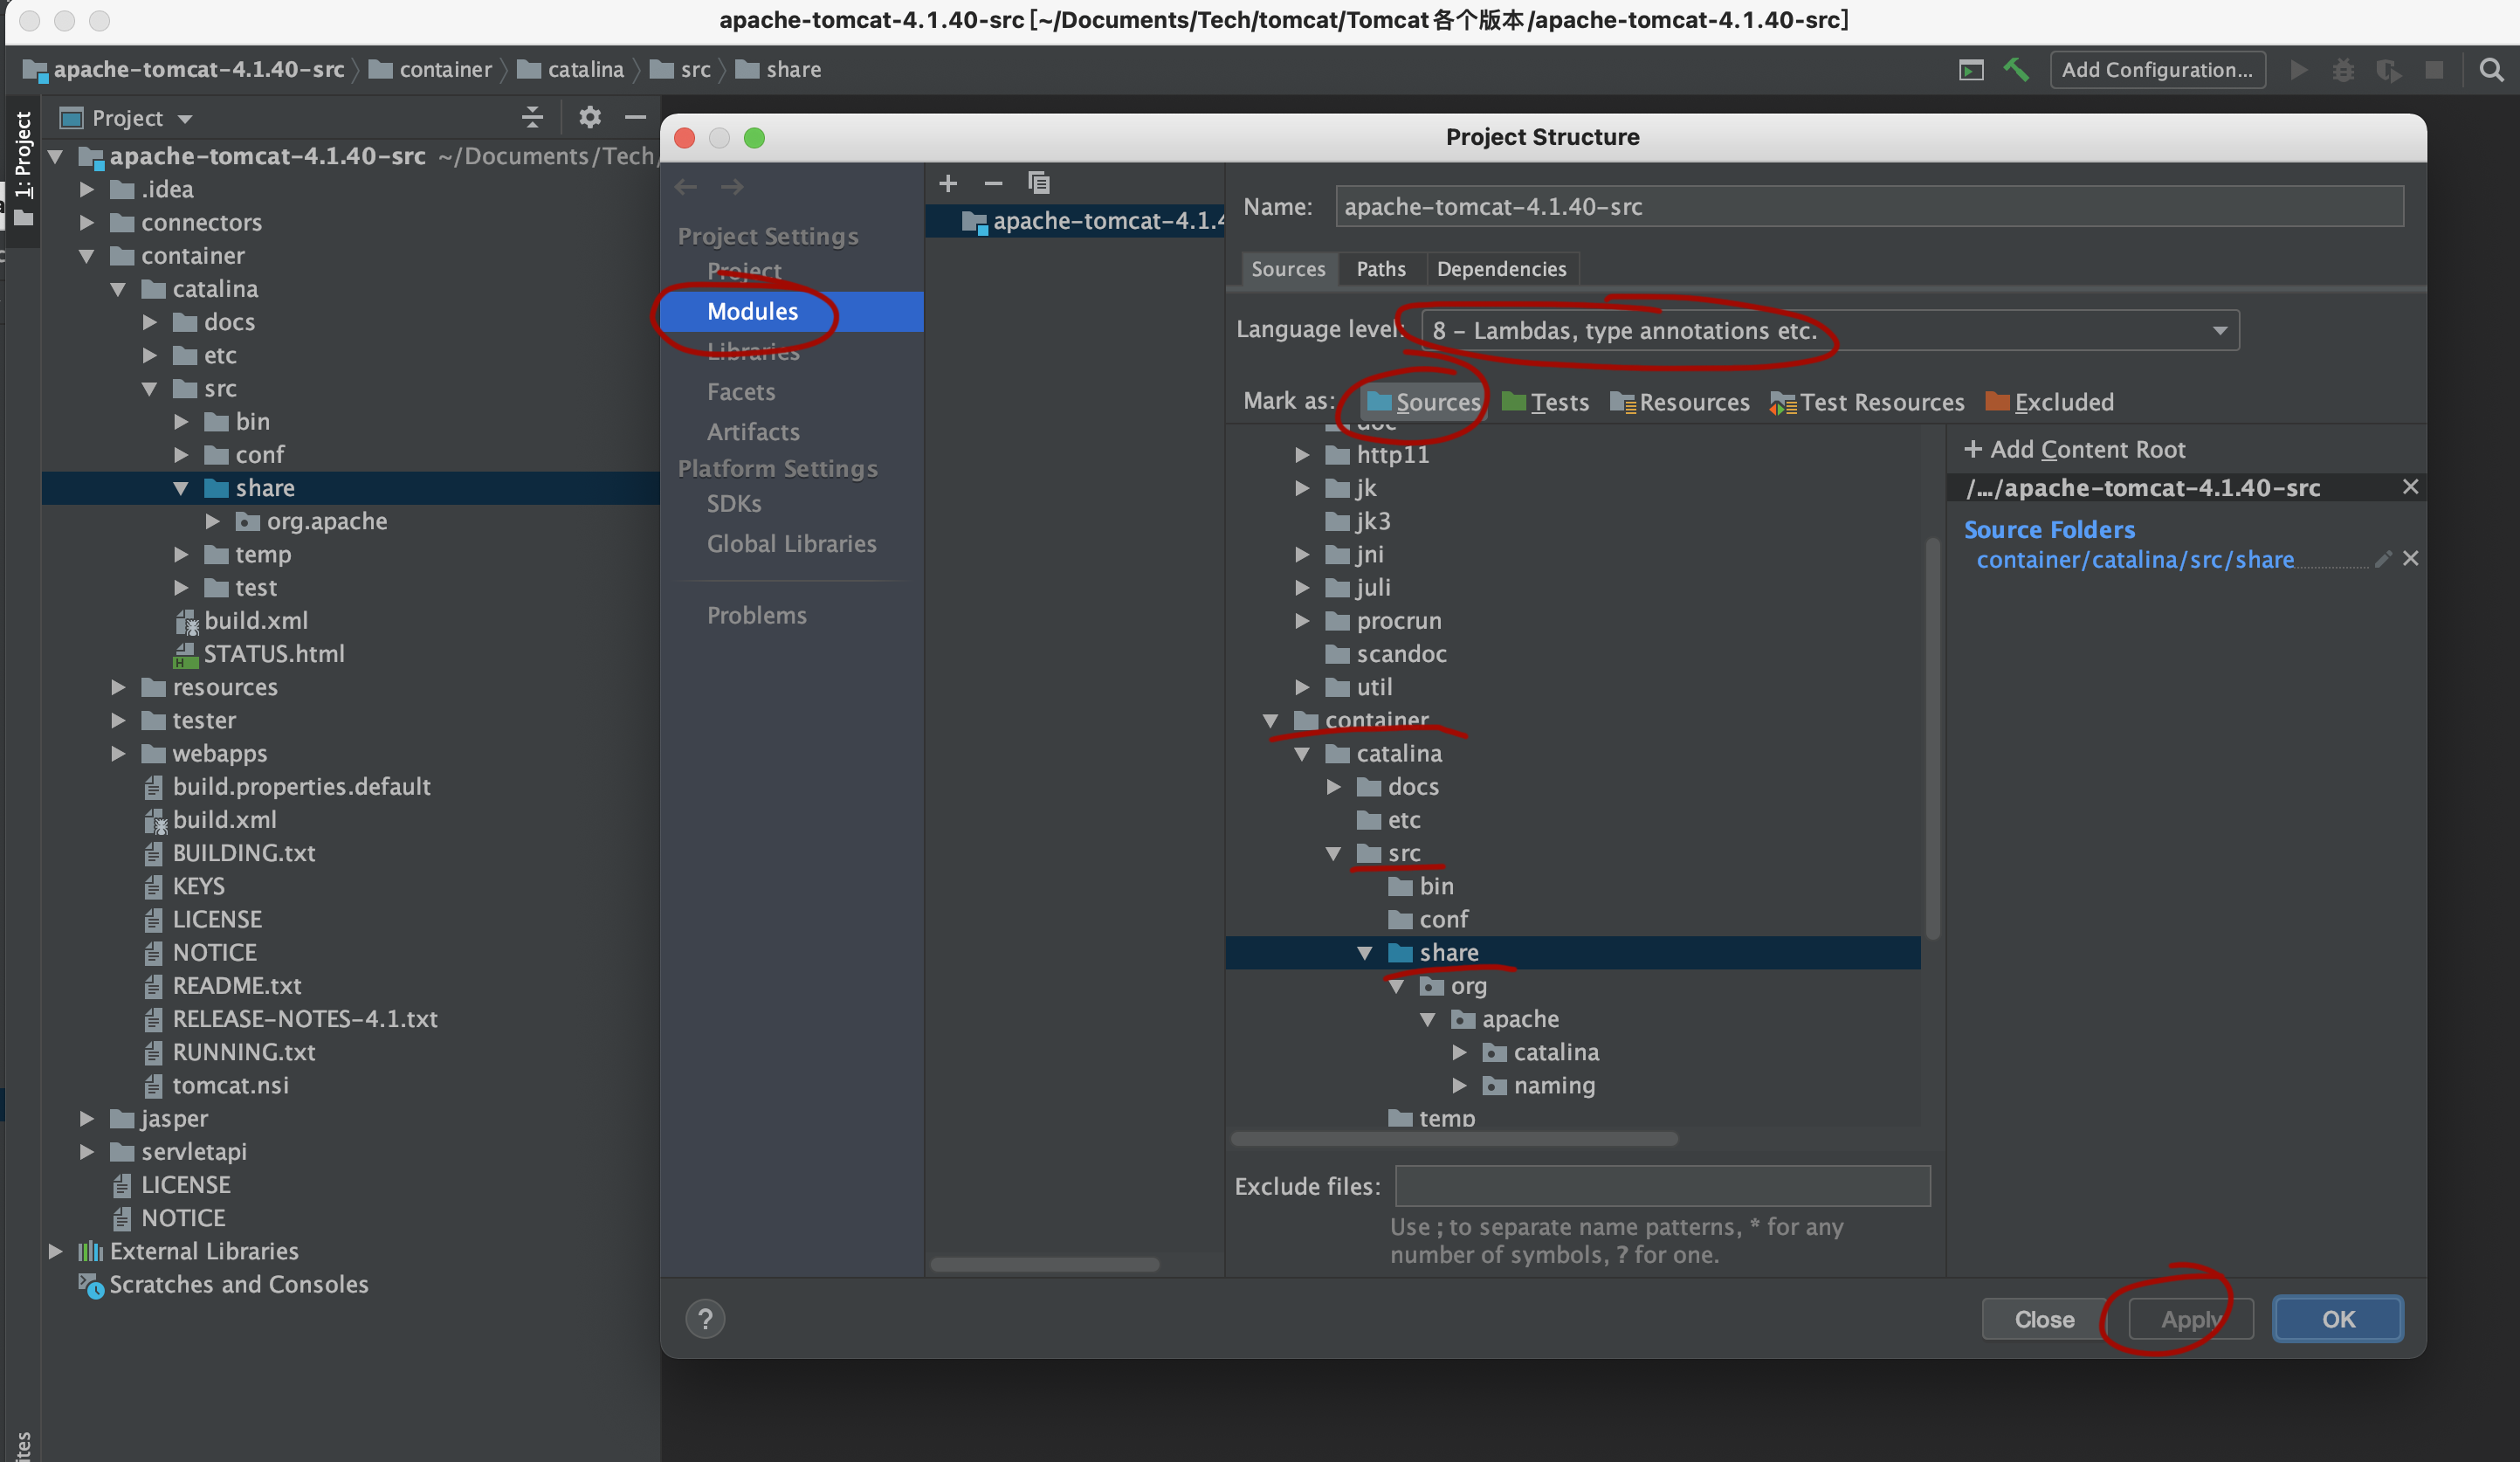 apache-tomcat-4.1.40-src [~/Documents/Tech/tomcat/Tomcat各个版本/apache-tomcat-4.1.40-src]
apache-tomcat-4.1.40-src container catalina src share
Add Configuration...
1: Project
Project
apache-tomcat-4.1.40-src ~/Documents/Tech/
.idea
connectors
container
catalina
docs
etc
src
bin
conf
share
org.apache
temp
test
build.xml
STATUS.html
resources
tester
webapps
build.properties.default
build.xml
BUILDING.txt
KEYS
LICENSE
NOTICE
README.txt
RELEASE-NOTES-4.1.txt
RUNNING.txt
tomcat.nsi
jasper
servletapi
LICENSE
NOTICE
External Libraries
Scratches and Consoles
Project Structure
Project Settings
Project
Modules
Libraries
Facets
Artifacts
Platform Settings
SDKs
Global Libraries
Problems
apache-tomcat-4.1.4
Name: apache-tomcat-4.1.40-src
Sources Paths Dependencies
Language level: 8 – Lambdas, type annotations etc.
Mark as: Sources Tests Resources Test Resources Excluded
doc
http11
jk
jk3
jni
juli
procrun
scandoc
util
container
catalina
docs
etc
src
bin
conf
share
org
apache
catalina
naming
temp
+ Add Content Root
/.../apache-tomcat-4.1.40-src
Source Folders
container/catalina/src/share
Exclude files:
Use ; to separate name patterns, * for any
number of symbols, ? for one.
?
Close Apply OK